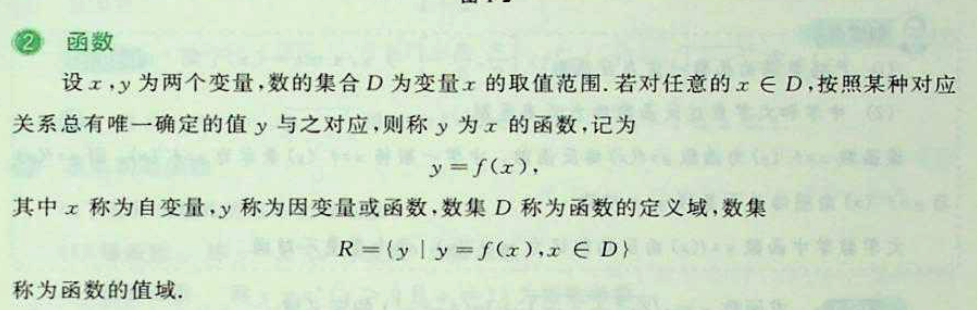 ② 函数
设 x,y 为两个变量,数的集合 D 为变量 x 的取值范围.若对任意的 x ∈ D,按照某种对应
关系总有唯一确定的值 y 与之对应,则称 y 为 x 的函数,记为
y = f(x),
其中 x 称为自变量,y 称为因变量或函数,数集 D 称为函数的定义域,数集
R = {y | y = f(x),x ∈ D}
称为函数的值域.